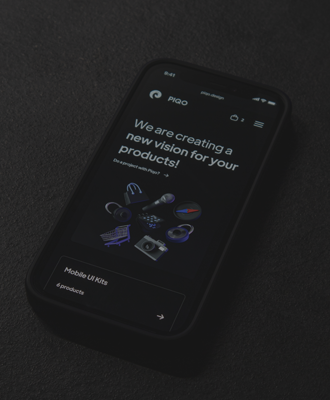 9:41
piqo.design
PIQO
2
We are creating a
new vision for your
products!
Do a project with Piqo?
Mobile UI Kits
6 products